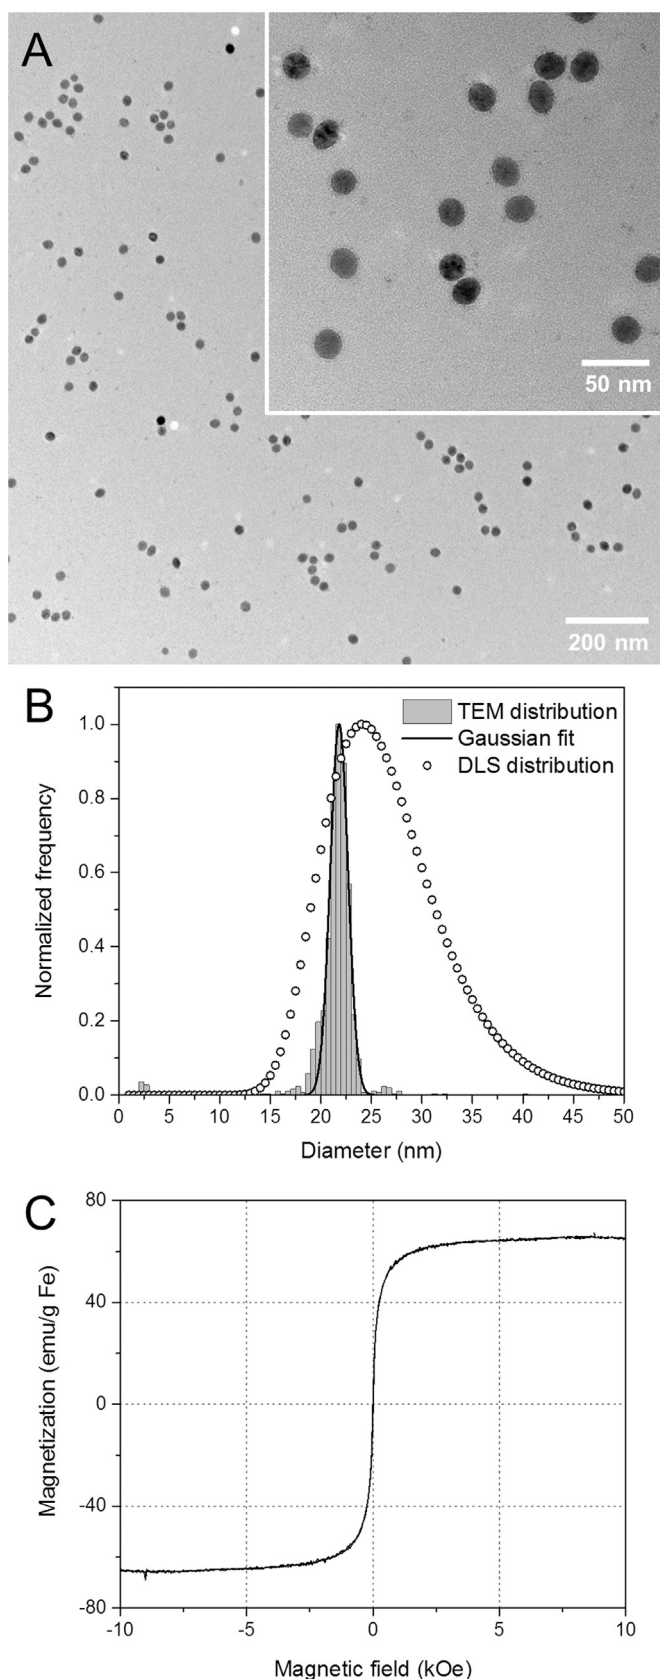 A
50 nm
200 nm
B
TEM distribution
Gaussian fit
DLS distribution
Normalized frequency
1.0
0.8
0.6
0.4
0.2
0.0
0 5 10 15 20 25 30 35 40 45 50
Diameter (nm)
C
Magnetization (emu/g Fe)
80
40
0
-40
-80
-10 -5 0 5 10
Magnetic field (kOe)